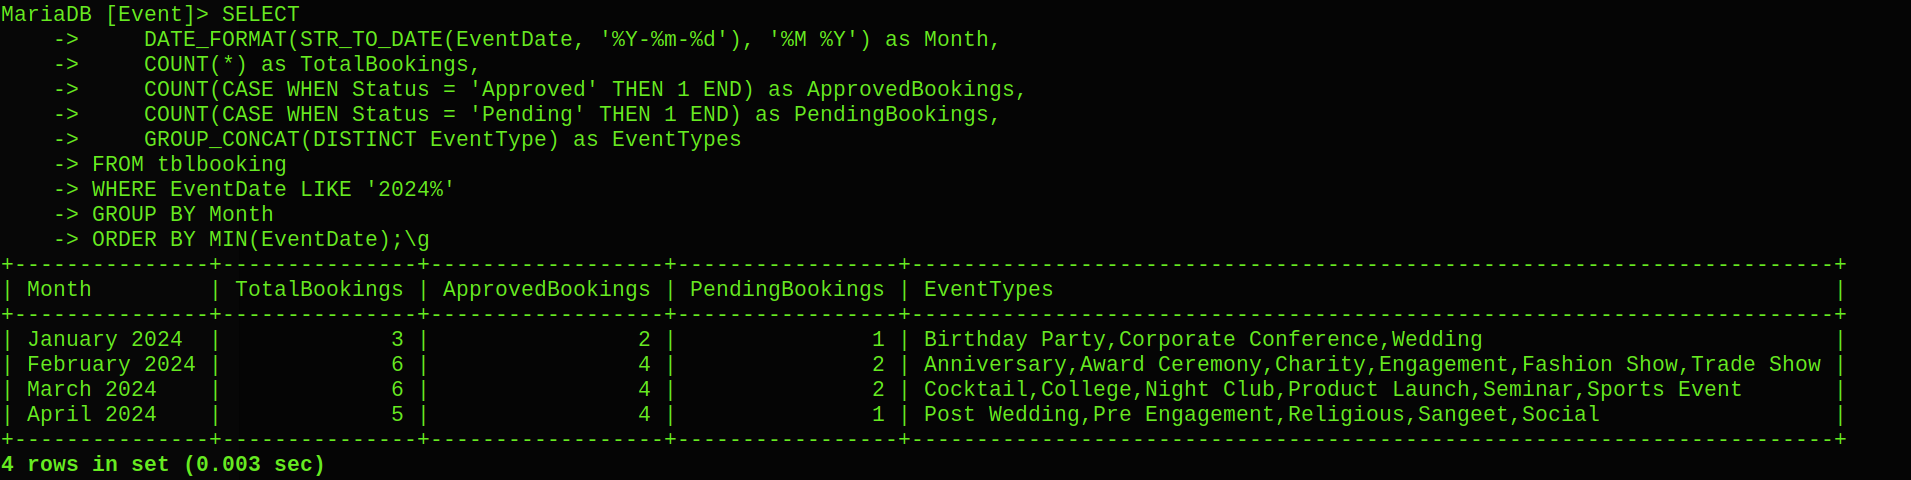 MariaDB [Event]> SELECT
    ->     DATE_FORMAT(STR_TO_DATE(EventDate, '%Y-%m-%d'), '%M %Y') as Month,
    ->     COUNT(*) as TotalBookings,
    ->     COUNT(CASE WHEN Status = 'Approved' THEN 1 END) as ApprovedBookings,
    ->     COUNT(CASE WHEN Status = 'Pending' THEN 1 END) as PendingBookings,
    ->     GROUP_CONCAT(DISTINCT EventType) as EventTypes
    -> FROM tblbooking
    -> WHERE EventDate LIKE '2024%'
    -> GROUP BY Month
    -> ORDER BY MIN(EventDate);\g
+---------------+---------------+------------------+-----------------+-----------------------------------------------------------------------+
| Month         | TotalBookings | ApprovedBookings | PendingBookings | EventTypes                                                            |
+---------------+---------------+------------------+-----------------+-----------------------------------------------------------------------+
| January 2024  |             3 |                2 |               1 | Birthday Party,Corporate Conference,Wedding                           |
| February 2024 |             6 |                4 |               2 | Anniversary,Award Ceremony,Charity,Engagement,Fashion Show,Trade Show |
| March 2024    |             6 |                4 |               2 | Cocktail,College,Night Club,Product Launch,Seminar,Sports Event       |
| April 2024    |             5 |                4 |               1 | Post Wedding,Pre Engagement,Religious,Sangeet,Social                  |
+---------------+---------------+------------------+-----------------+-----------------------------------------------------------------------+
4 rows in set (0.003 sec)